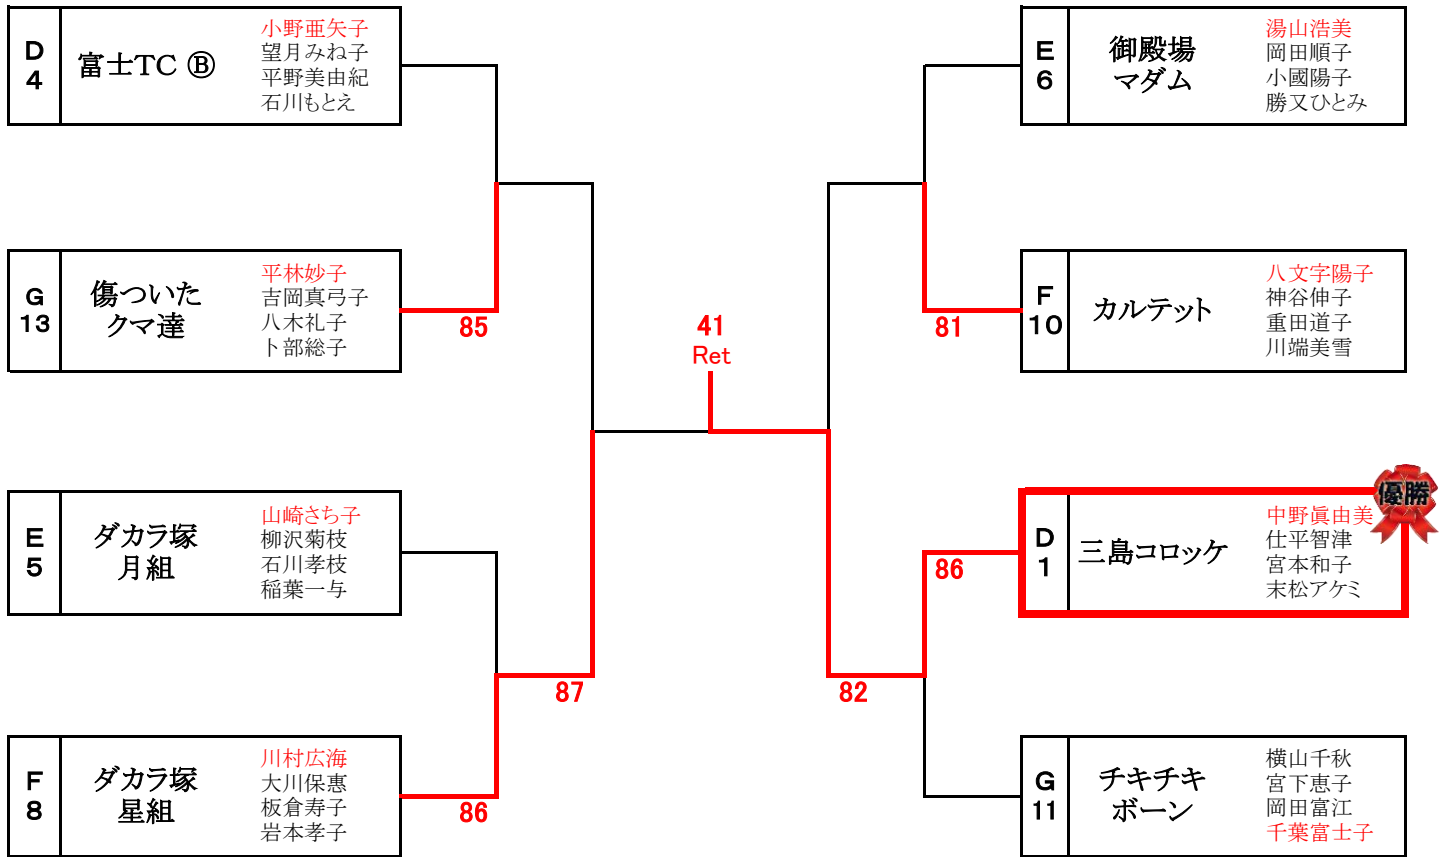 D
4
富士TC Ⓑ
小野亜矢子
望月みね子
平野美由紀
石川もとえ
G
13
傷ついた
クマ達
平林妙子
吉岡真弓子
八木礼子
卜部総子
85
E
5
ダカラ塚
月組
山崎さち子
柳沢菊枝
石川孝枝
稲葉一与
F
8
ダカラ塚
星組
川村広海
大川保惠
板倉寿子
岩本孝子
86
87
41
Ret
E
6
御殿場
マダム
湯山浩美
岡田順子
小國陽子
勝又ひとみ
F
10
カルテット
八文字陽子
神谷伸子
重田道子
川端美雪
81
D
1
三島コロッケ
中野眞由美
仕平智津
宮本和子
末松アケミ
優勝
86
82
G
11
チキチキ
ボーン
横山千秋
宮下恵子
岡田富江
千葉富士子